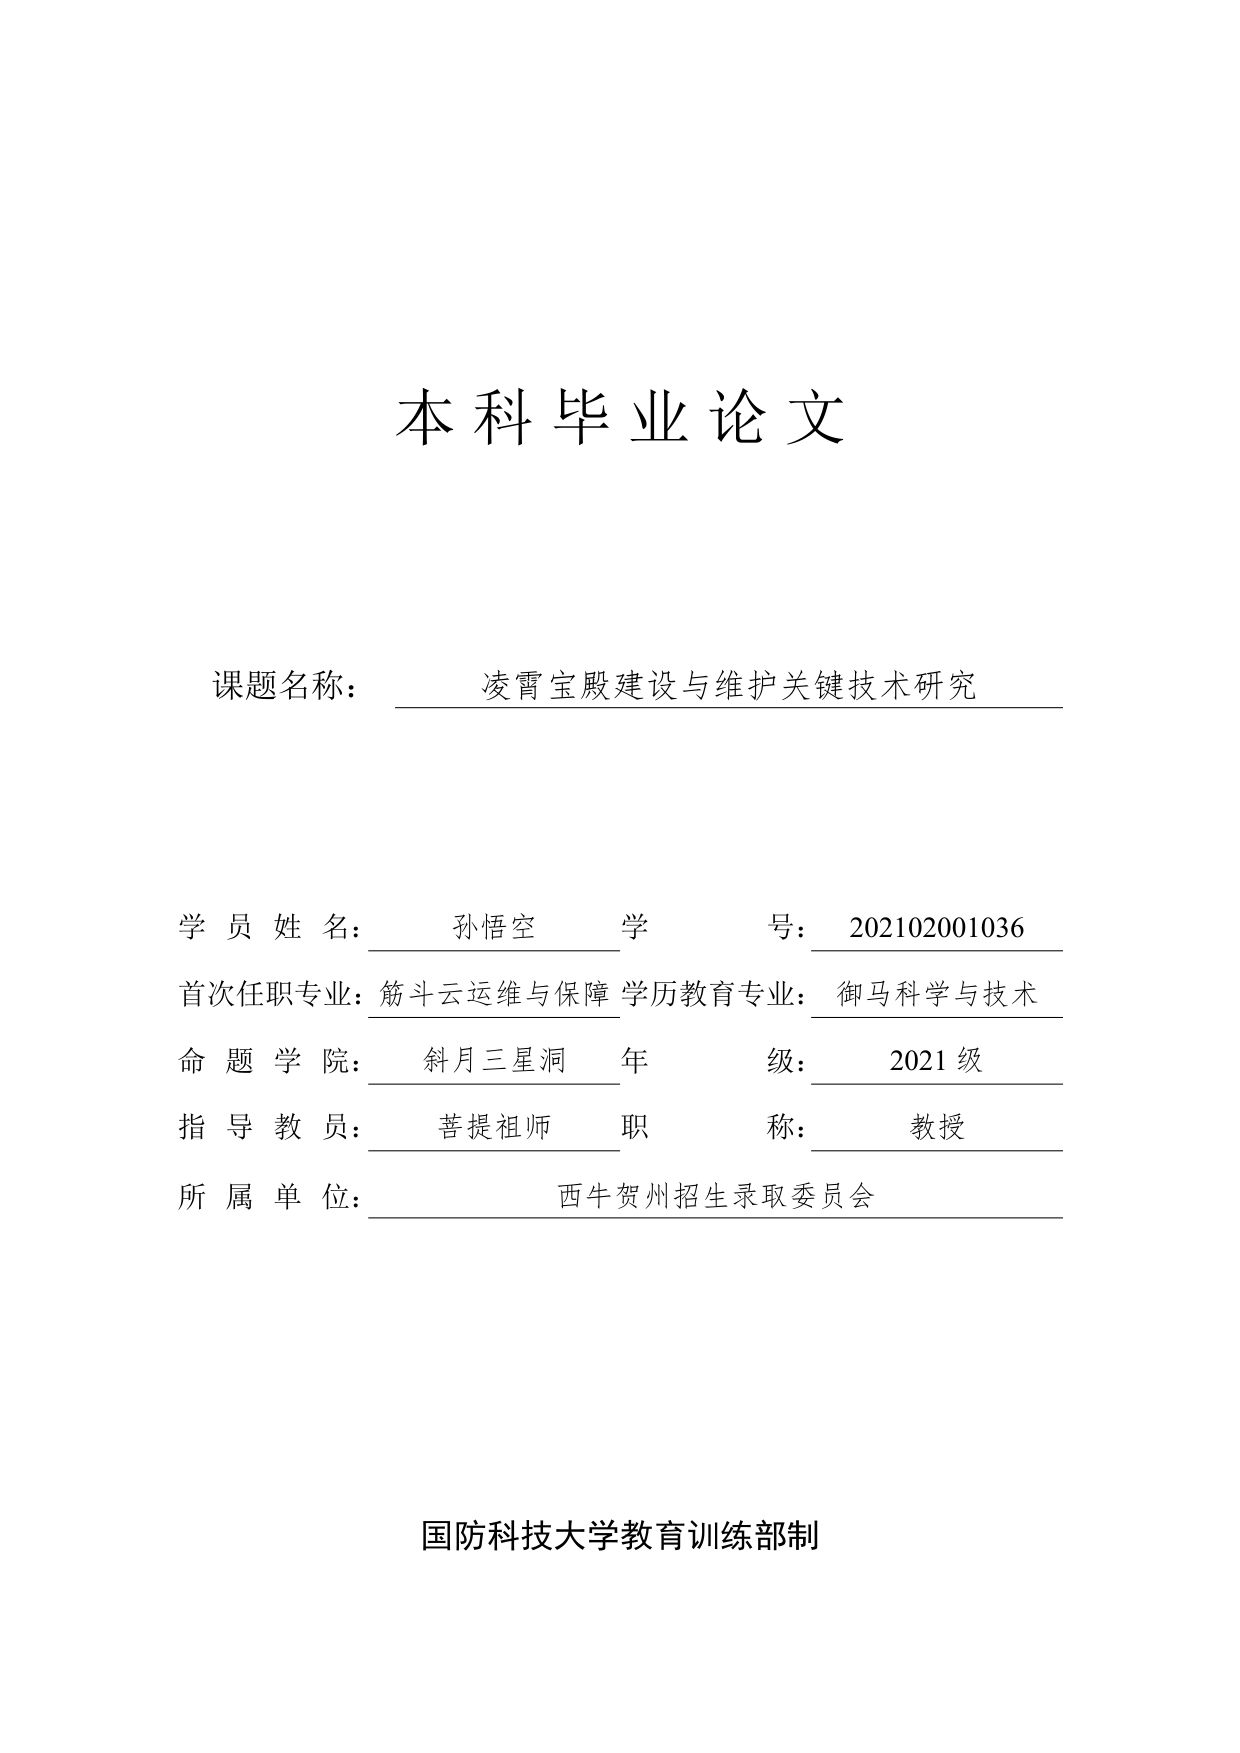 本科毕业论文
课题名称： 凌霄宝殿建设与维护关键技术研究
学员姓名： 孙悟空 学号： 202102001036
首次任职专业： 筋斗云运维与保障 学历教育专业： 御马科学与技术
命题学院： 斜月三星洞 年级： 2021 级
指导教员： 菩提祖师 职称： 教授
所属单位： 西牛贺州招生录取委员会
国防科技大学教育训练部制